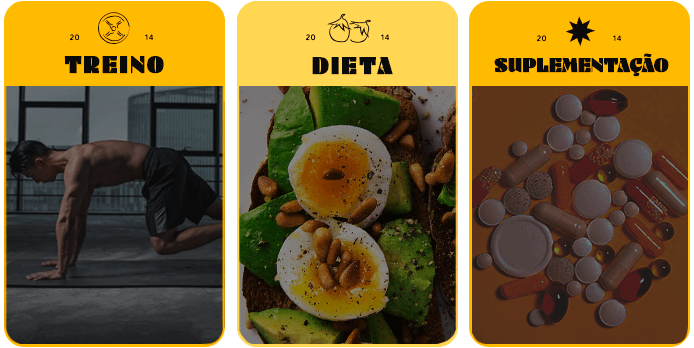 20 14
TREINO
20 14
DIETA
20 14
SUPLEMENTAÇÃO